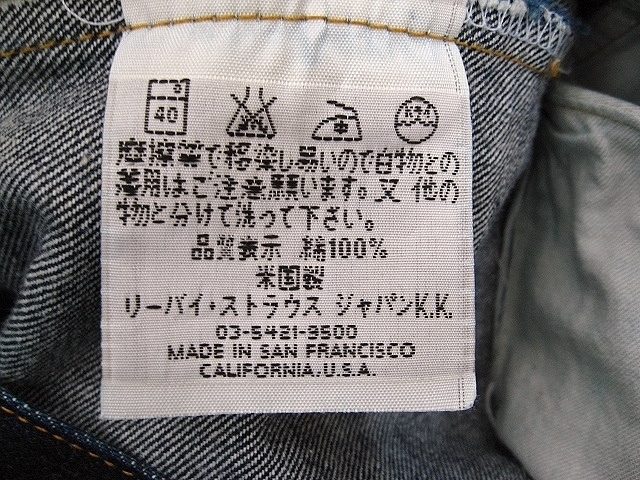 40
摩擦等で移染し易いので白物との
着用はご注意願います。又 他の
物と分けて洗って下さい。
品質表示 綿100%
米国製
リーバイ・ストラウス ジャパンK.K.
03-5421-9500
MADE IN SAN FRANCISCO
CALIFORNIA.U.S.A.